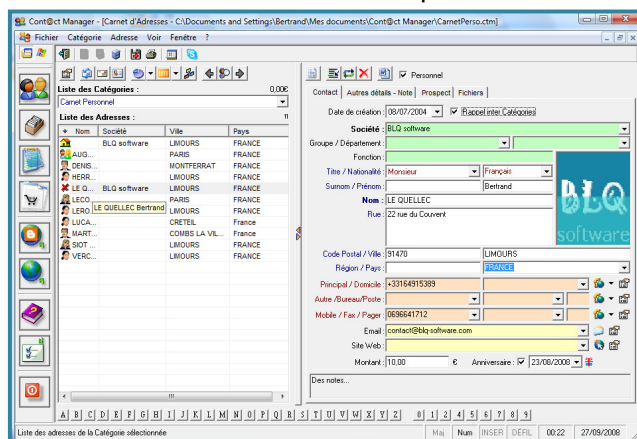 Cont@ct Manager - [Carnet d'Adresses - C:\Documents and Settings\Bertrand\Mes documents\Cont@ct Manager\CarnetPerso.ctm]
Fichier Catégorie Adresse Voir Fenêtre ?
Personnel
Liste des Catégories : 0,00€
Carnet Personnel
Liste des Adresses : 11
+ Nom Société Ville Pays
BLQ software LIMOURS FRANCE
AUG... PARIS FRANCE
DENIS... MONTFERRAT FRANCE
HERR... LIMOURS FRANCE
LE Q... BLQ software LIMOURS FRANCE
LECO PARIS FRANCE
LERO LE QUELLEC Bertrand LIMOURS FRANCE
LUCA... CRETEIL France
MART... COMBS LA VIL... FRANCE
SIOT ... LIMOURS FRANCE
VERC... LIMOURS FRANCE
Contact Autres détails - Note Prospect Fichiers
Date de création : 08/07/2004 Rappel inter Catégories
Société : BLQ software
Groupe / Département :
Fonction :
Titre / Nationalité : Monsieur Français
Surnom / Prénom : Bertrand
Nom : LE QUELLEC
Rue : 22 rue du Couvent
BLQ
software
Code Postal / Ville : 91470 LIMOURS
Région / Pays : FRANCE
Principal / Domicile : +33164915389
Autre /Bureau/Poste :
Mobile / Fax / Pager : 0696641712
Email : contact@blq-software.com
Site Web :
Montant : 10,00 € Anniversaire : 23/08/2008
Des notes...
A B C D E F G H I J K L M N O P Q R S T U V W X Y Z 0 1 2 3 4 5 6 7 8 9
Liste des adresses de la Catégorie sélectionnée Maj Num INSER DÉFIL 00:22 27/09/2008